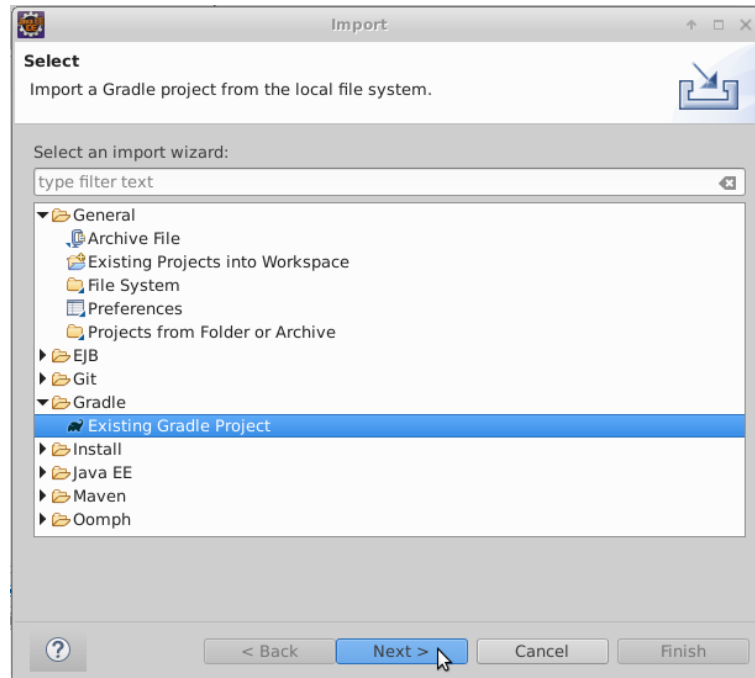 Import
Select
Import a Gradle project from the local file system.
Select an import wizard:
type filter text
General
Archive File
Existing Projects into Workspace
File System
Preferences
Projects from Folder or Archive
EJB
Git
Gradle
Existing Gradle Project
Install
Java EE
Maven
Oomph
?
< Back Next > Cancel Finish